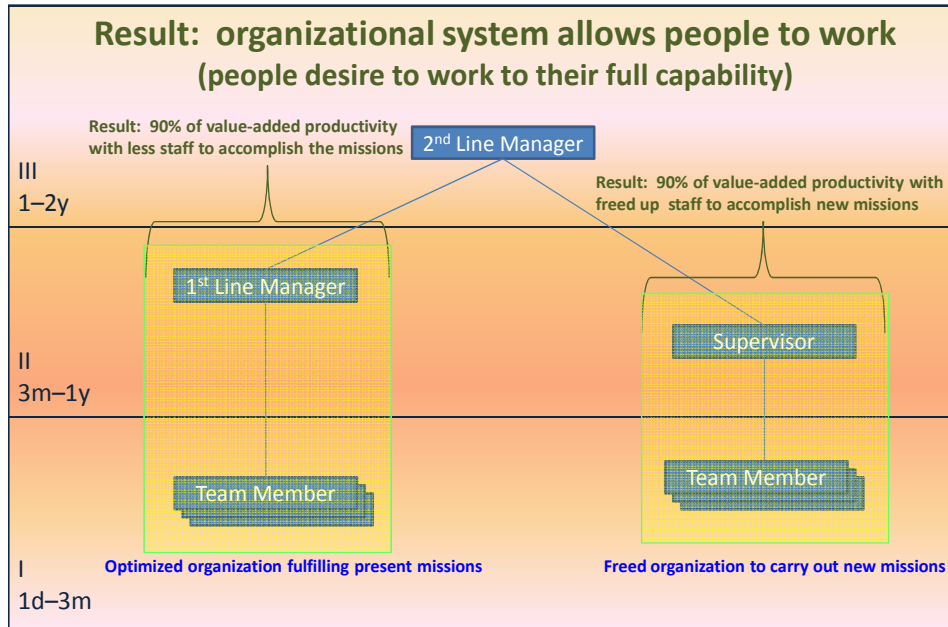 Result:  organizational system allows people to work
(people desire to work to their full capability)
Result:  90% of value-added productivity
with less staff to accomplish the missions
2nd Line Manager
III
1–2y
Result:  90% of value-added productivity with
freed up  staff to accomplish new missions
1st Line Manager
Supervisor
II
3m–1y
Team Member
Team Member
Optimized organization fulfilling present missions
Freed organization to carry out new missions
I
1d–3m